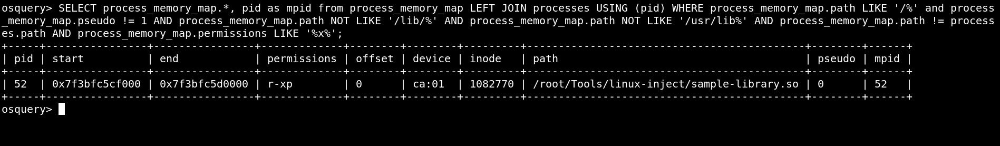 osquery> SELECT process_memory_map.*, pid as mpid from process_memory_map LEFT JOIN processes USING (pid) WHERE process_memory_map.path LIKE '/%' and process
_memory_map.pseudo != 1 AND process_memory_map.path NOT LIKE '/lib/%' AND process_memory_map.path NOT LIKE '/usr/lib%' AND process_memory_map.path != process
es.path AND process_memory_map.permissions LIKE '%x%';
+-----+----------------+----------------+-------------+--------+--------+---------+--------------------------------------------+--------+------+
| pid | start          | end            | permissions | offset | device | inode   | path                                       | pseudo | mpid |
+-----+----------------+----------------+-------------+--------+--------+---------+--------------------------------------------+--------+------+
| 52  | 0x7f3bfc5cf000 | 0x7f3bfc5d0000 | r-xp        | 0      | ca:01  | 1082770 | /root/Tools/linux-inject/sample-library.so | 0      | 52   |
+-----+----------------+----------------+-------------+--------+--------+---------+--------------------------------------------+--------+------+
osquery>